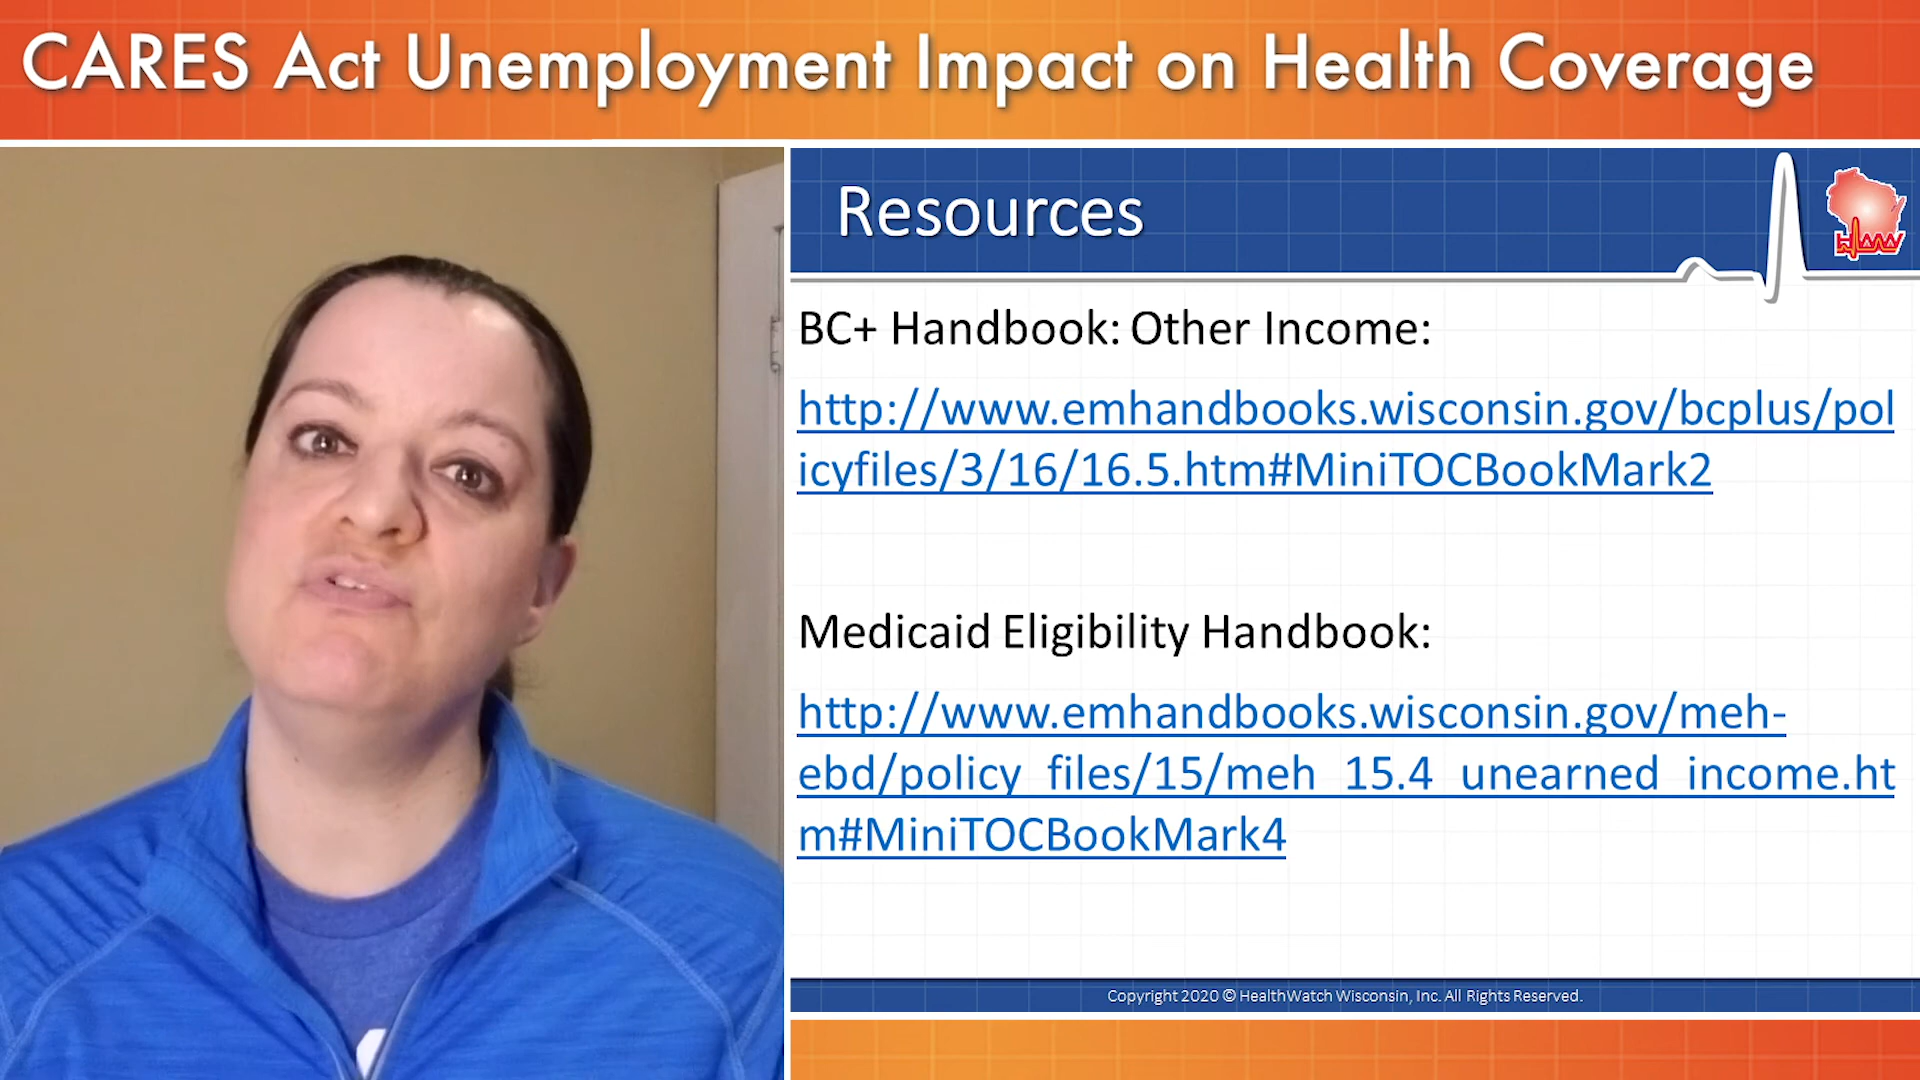 CARES Act Unemployment Impact on Health Coverage
Resources
HWW
BC+ Handbook: Other Income:
http://www.emhandbooks.wisconsin.gov/bcplus/pol
icyfiles/3/16/16.5.htm#MiniTOCBookMark2
Medicaid Eligibility Handbook:
http://www.emhandbooks.wisconsin.gov/meh-
ebd/policy_files/15/meh_15.4_unearned_income.ht
m#MiniTOCBookMark4
Copyright 2020 © HealthWatch Wisconsin, Inc. All Rights Reserved.